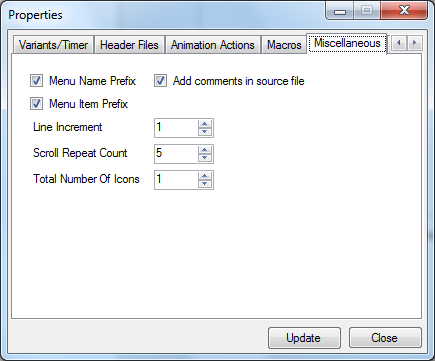 Properties
Variants/Timer Header Files Animation Actions Macros Miscellaneous
Menu Name Prefix Add comments in source file
Menu Item Prefix
Line Increment 1
Scroll Repeat Count 5
Total Number Of Icons 1
Update Close